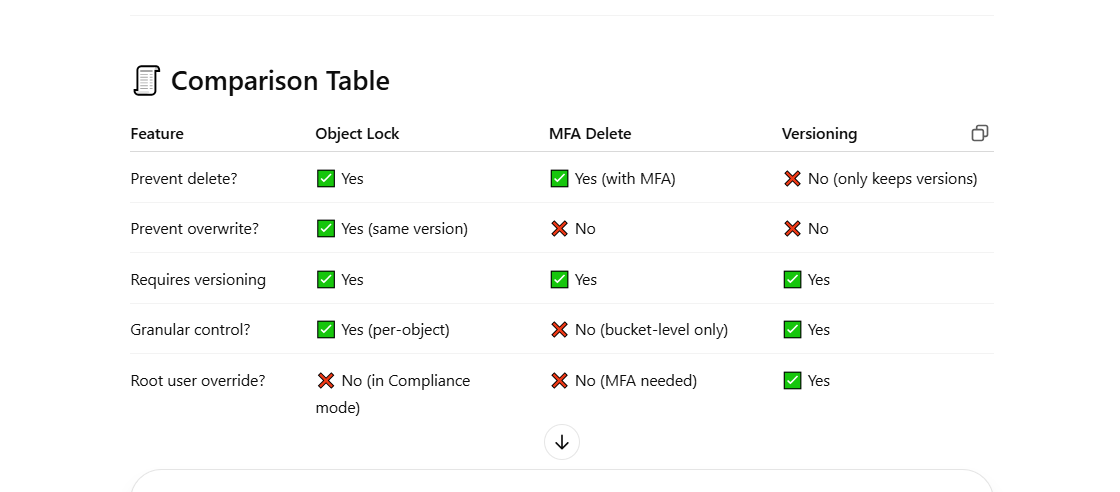 Comparison Table
Feature Object Lock MFA Delete Versioning
Prevent delete? ✅ Yes ✅ Yes (with MFA) ❌ No (only keeps versions)
Prevent overwrite? ✅ Yes (same version) ❌ No ❌ No
Requires versioning ✅ Yes ✅ Yes ✅ Yes
Granular control? ✅ Yes (per-object) ❌ No (bucket-level only) ✅ Yes
Root user override? ❌ No (in Compliance mode) ❌ No (MFA needed) ✅ Yes